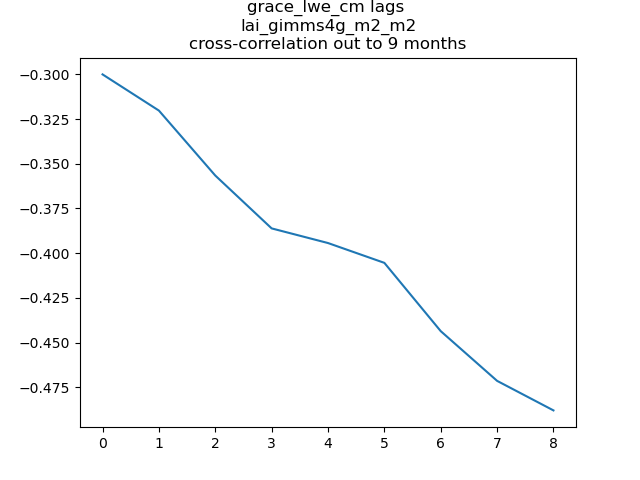 grace_lwe_cm lags
lai_gimms4g_m2_m2
cross-correlation out to 9 months
−0.300
−0.325
−0.350
−0.375
−0.400
−0.425
−0.450
−0.475
0 1 2 3 4 5 6 7 8